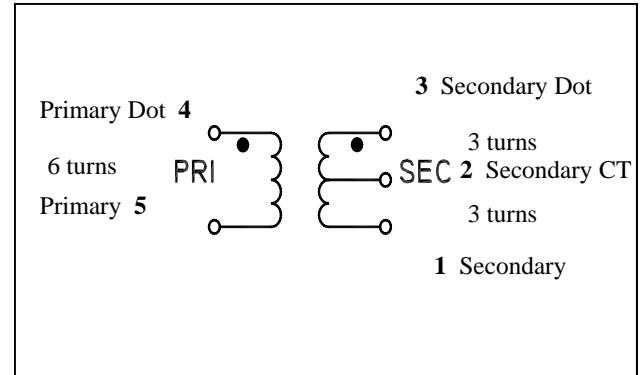 3 Secondary Dot
Primary Dot 4
3 turns
6 turns
PRI
SEC 2 Secondary CT
Primary 5
3 turns
1 Secondary